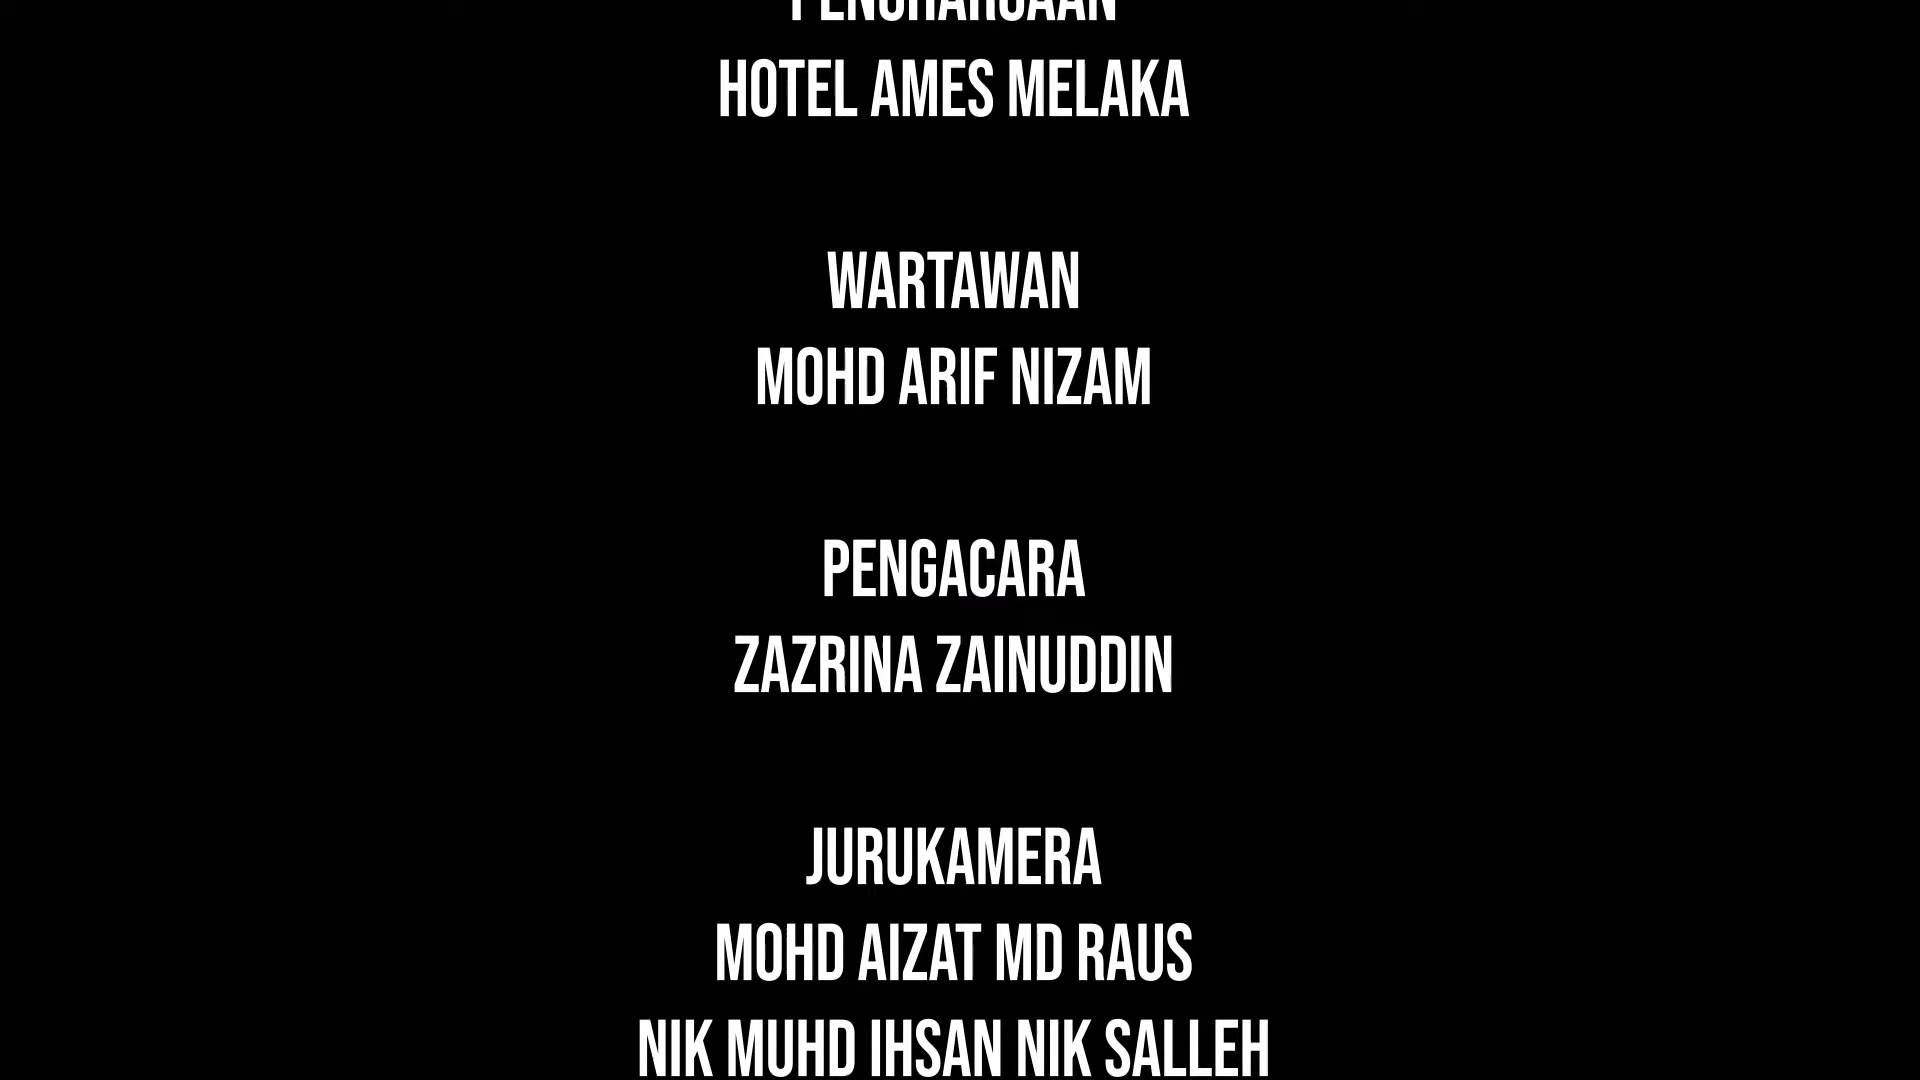 PENGHARGAAN
HOTEL AMES MELAKA
WARTAWAN
MOHD ARIF NIZAM
PENGACARA
ZAZRINA ZAINUDDIN
JURUKAMERA
MOHD AIZAT MD RAUS
NIK MUHD IHSAN NIK SALLEH